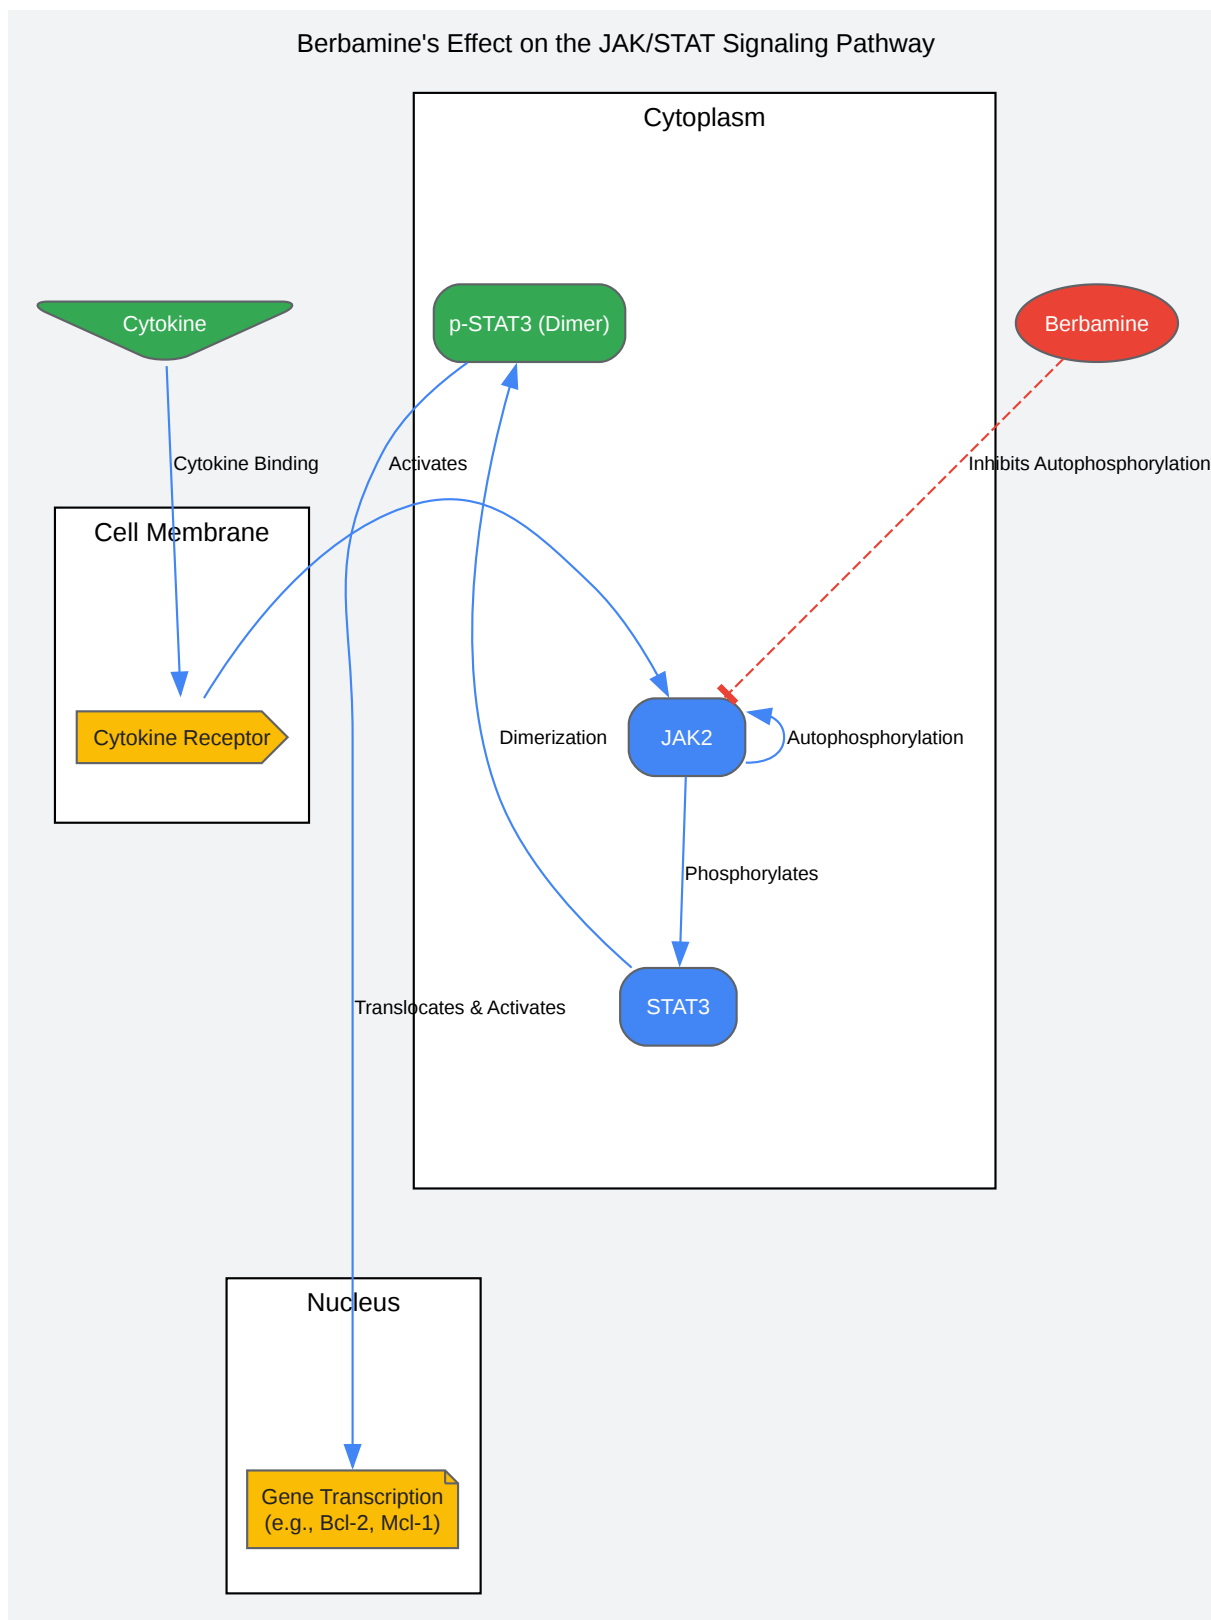 Berbamine's Effect on the JAK/STAT Signaling Pathway
Cytoplasm
Cytokine
p-STAT3 (Dimer)
Berbamine
Cytokine Binding
Activates
Inhibits Autophosphorylation
Cell Membrane
Cytokine Receptor
Dimerization
JAK2
Autophosphorylation
Phosphorylates
Translocates & Activates
STAT3
Nucleus
Gene Transcription
(e.g., Bcl-2, Mcl-1)